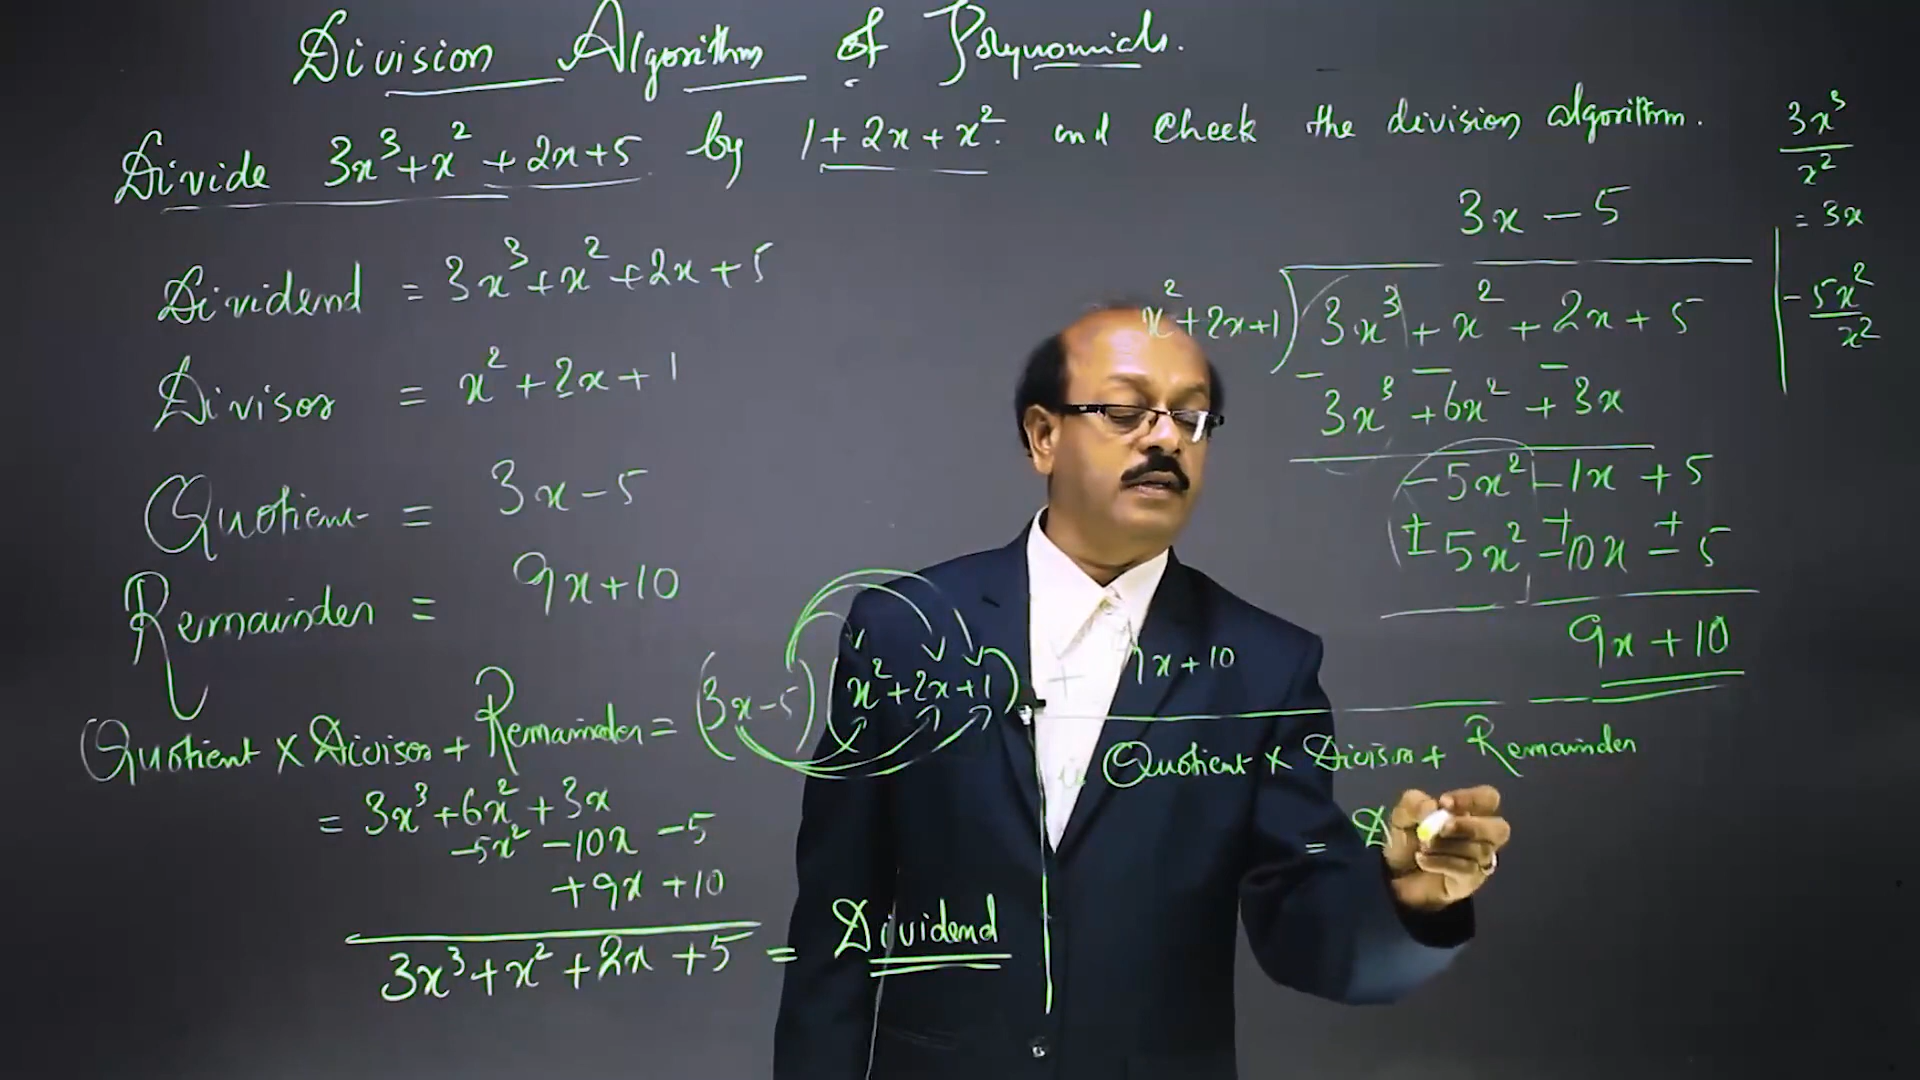 Division Algorithm of Polynomials.
Divide 3x³+x²+2x+5 by 1+2x+x². and Check the division algorithm.
Dividend = 3x³+x²+2x+5
Divisor = x²+2x+1
Quotient = 3x-5
Remainder = 9x+10
Quotient × Divisor + Remainder = (3x-5)(x²+2x+1) + 9x+10
= 3x³+6x²+3x
-5x²-10x-5
+9x+10
3x³+x²+2x+5 = Dividend
3x³
x²
= 3x
-5x²
x²
3x-5
x²+2x+1) 3x³+x²+2x+5
- - -
3x³+6x²+3x
-5x²-1x+5
+ + +
-5x²-10x-5
9x+10
Quotient × Divisor + Remainder
= D